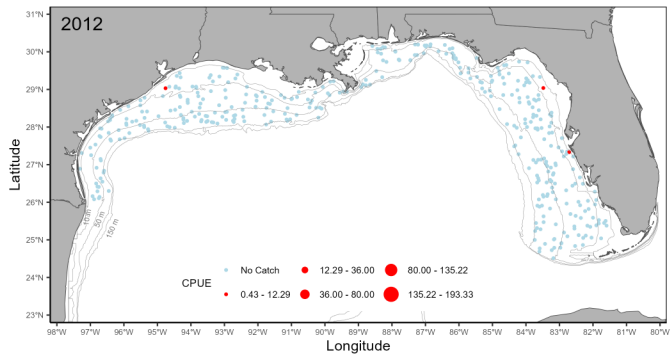 2012
31°N
30°N
29°N
28°N
27°N
26°N
25°N
24°N
23°N
Latitude
10 m
50 m
150 m
CPUE
No Catch
12.29 - 36.00
80.00 - 135.22
0.43 - 12.29
36.00 - 80.00
135.22 - 193.33
98°W 97°W 96°W 95°W 94°W 93°W 92°W 91°W 90°W 89°W 88°W 87°W 86°W 85°W 84°W 83°W 82°W 81°W 80°W
Longitude